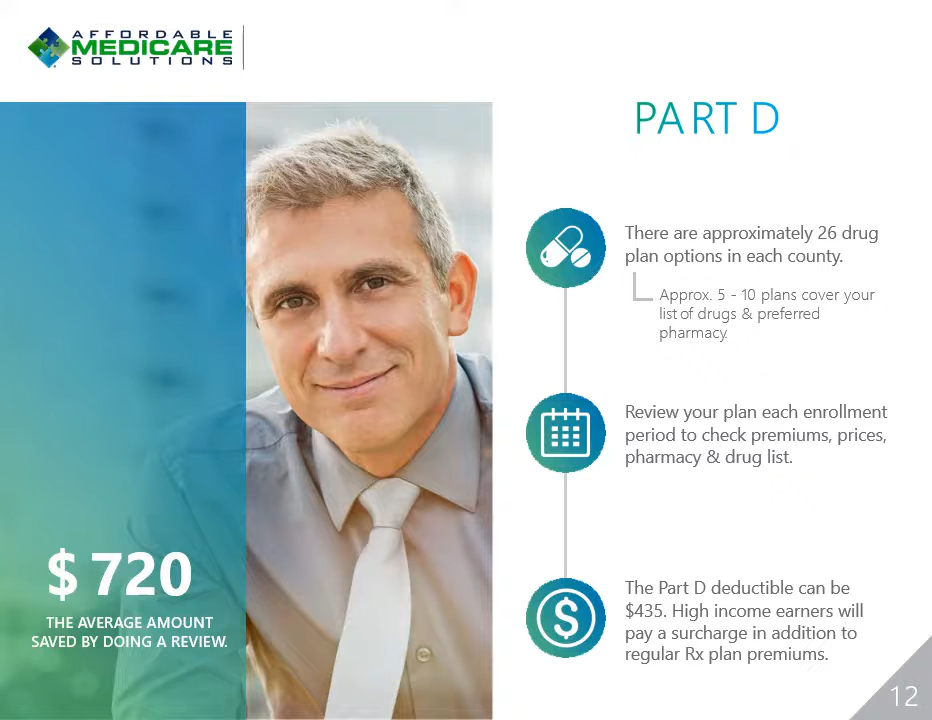 AFFORDABLE
MEDICARE
SOLUTIONS
PART D
There are approximately 26 drug
plan options in each county.
Approx. 5 - 10 plans cover your
list of drugs & preferred
pharmacy.
Review your plan each enrollment
period to check premiums, prices,
pharmacy & drug list.
$ 720
THE AVERAGE AMOUNT
SAVED BY DOING A REVIEW.
$
The Part D deductible can be
$435. High income earners will
pay a surcharge in addition to
regular Rx plan premiums.
12